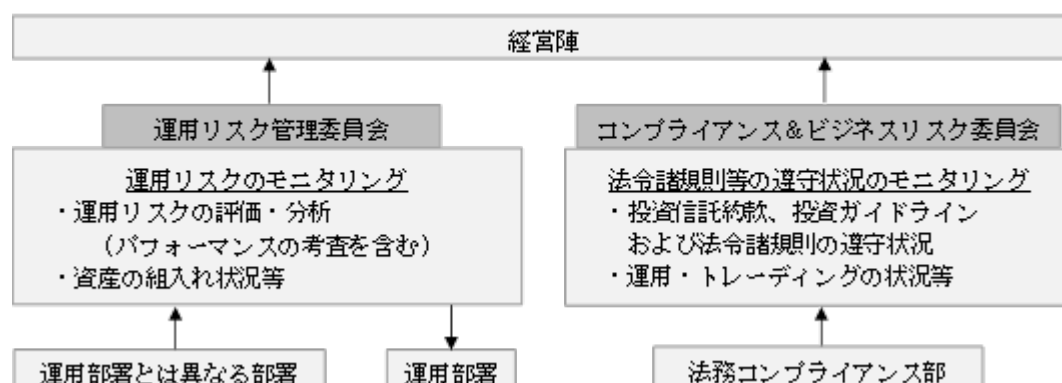 経営陣
運用リスク管理委員会
運用リスクのモニタリング
・運用リスクの評価・分析
(パフォーマンスの考査を含む)
・資産の組入れ状況等
コンプライアンス&ビジネスリスク委員会
法令諸規則等の遵守状況のモニタリング
・投資信託約款、投資ガイドライン
および法令諸規則の遵守状況
・運用・トレーディングの状況等
運用部署とは異なる部署
運用部署
法務コンプライアンス部